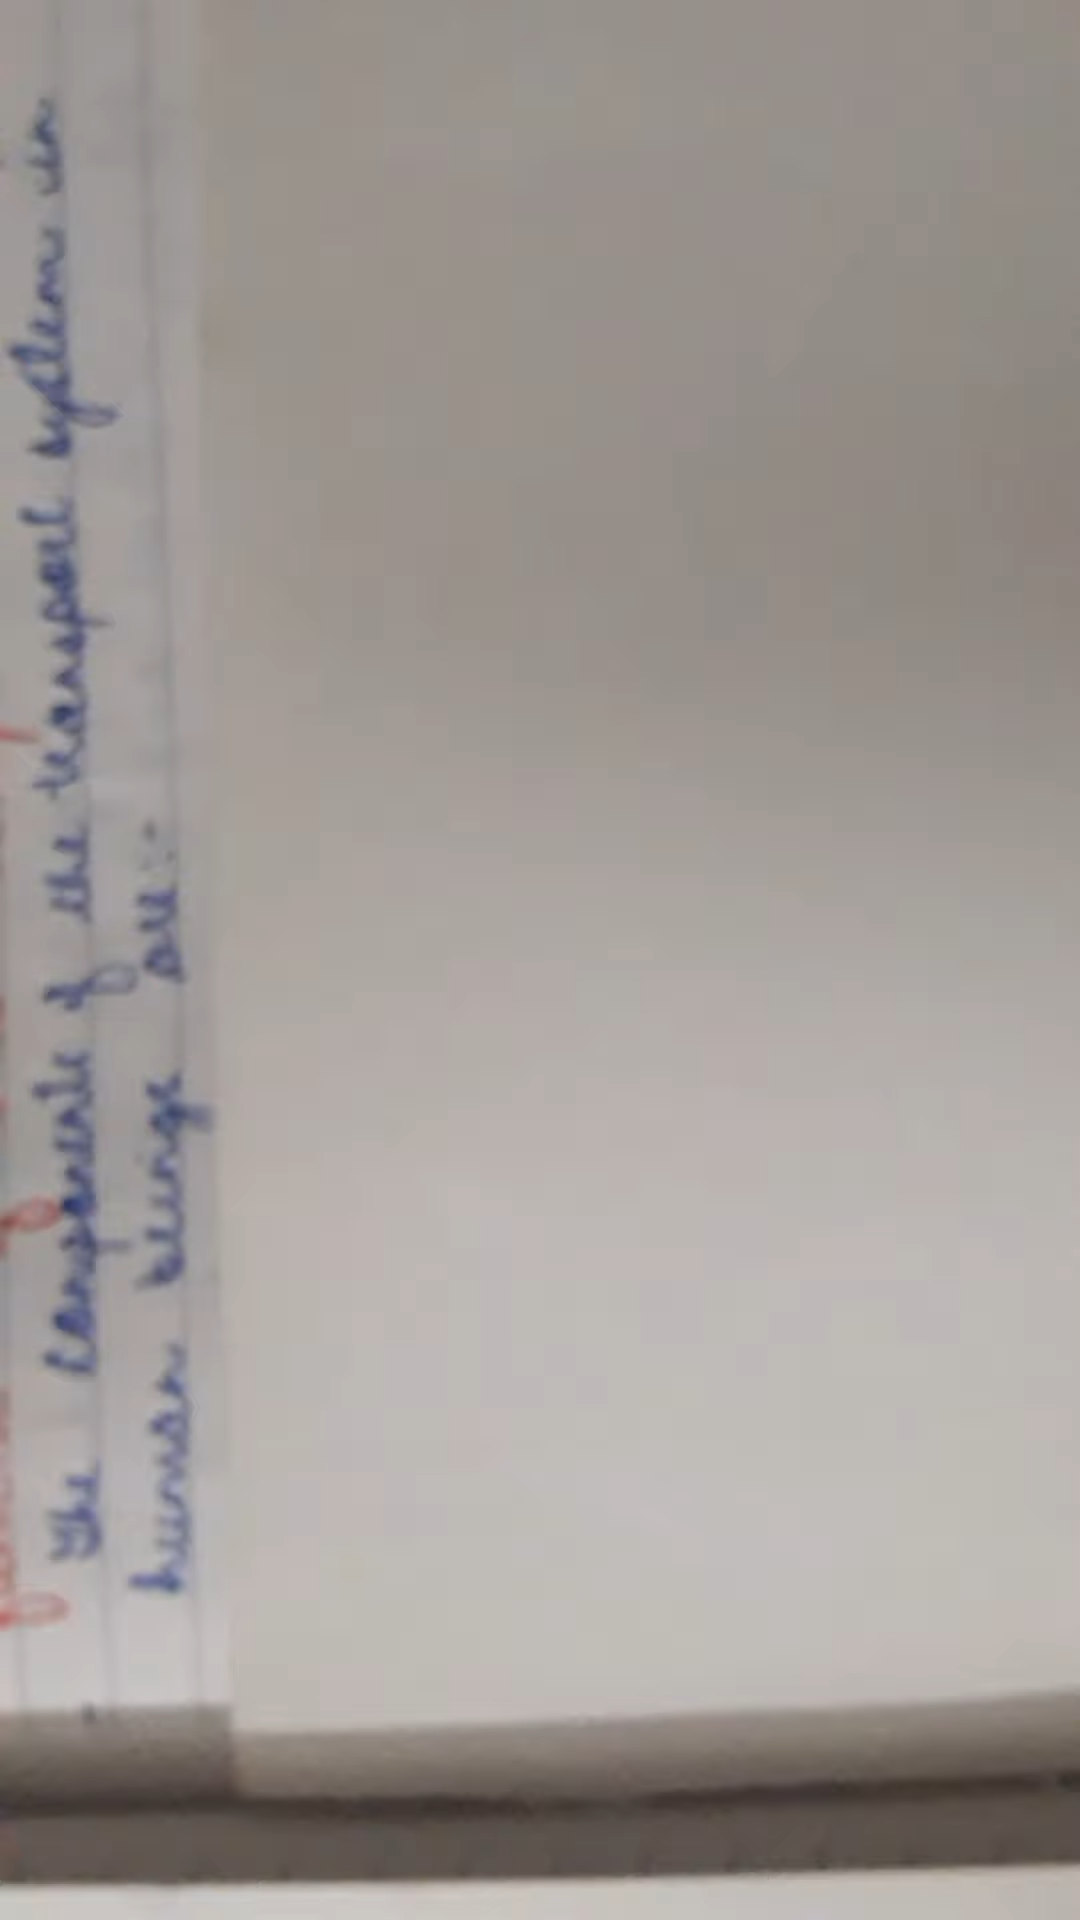 The components of the transport system in
human beings are :-